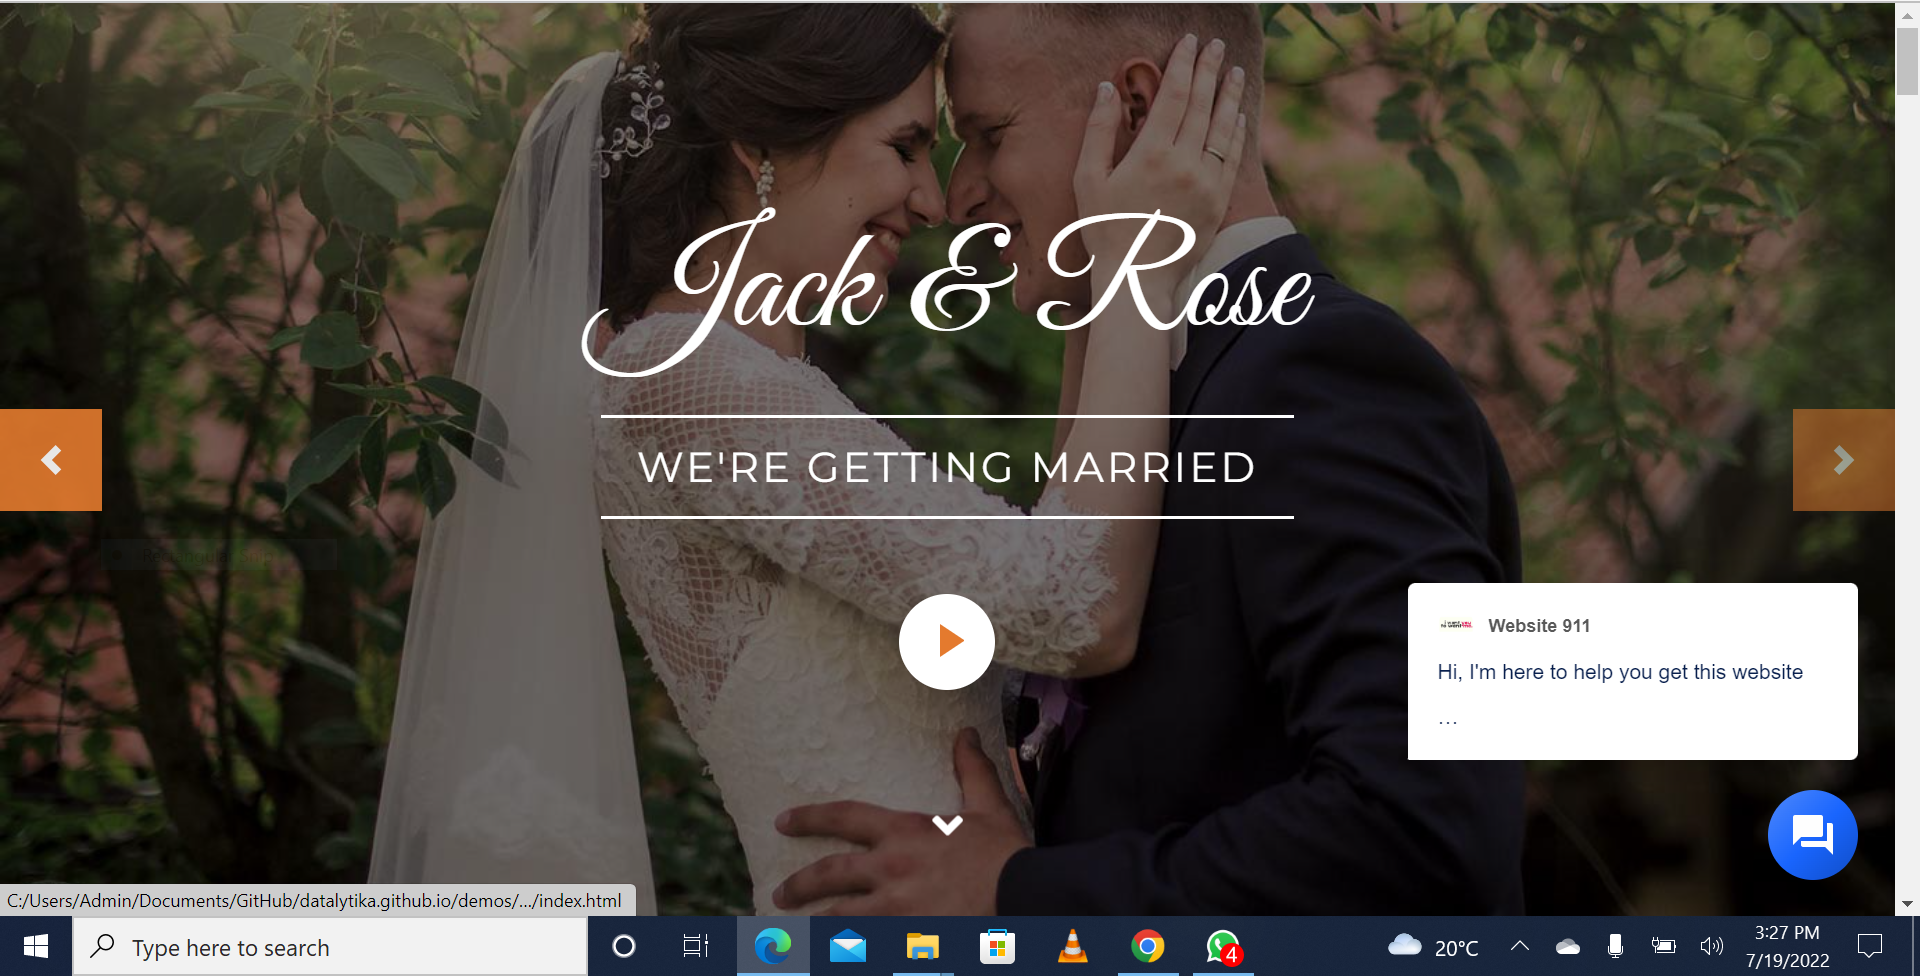 Jack & Rose
WE'RE GETTING MARRIED
Website 911
Hi, I'm here to help you get this website
...
C:/Users/Admin/Documents/GitHub/datalytika.github.io/demos/.../index.html
Type here to search
4
20°C
3:27 PM
7/19/2022